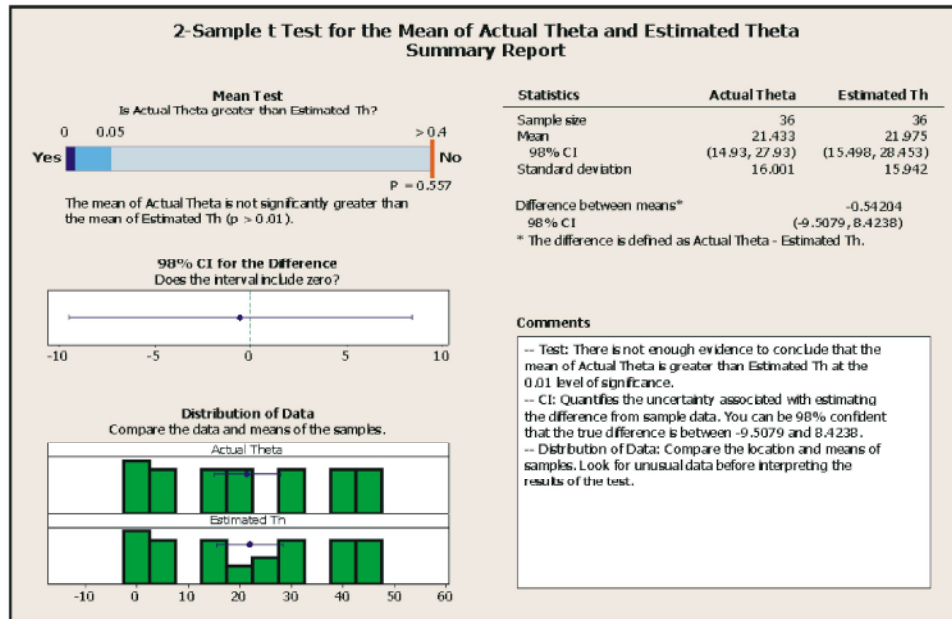 2-Sample t Test for the Mean of Actual Theta and Estimated Theta
Summary Report
Mean Test
Is Actual Theta greater than Estimated Th?
0 0.05 > 0.4
Yes No
P = 0.557
The mean of Actual Theta is not significantly greater than
the mean of Estimated Th (p > 0.01).
98% CI for the Difference
Does the interval include zero?
-10 -5 0 5 10
Distribution of Data
Compare the data and means of the samples.
Actual Theta
Estimated Th
-10 0 10 20 30 40 50 60
Statistics Actual Theta Estimated Th
Sample size 36 36
Mean 21.433 21.975
98% CI (14.93, 27.93) (15.498, 28.453)
Standard deviation 16.001 15.942
Difference between means* -0.54204
98% CI (-9.5079, 8.4238)
* The difference is defined as Actual Theta - Estimated Th.
Comments
-- Test: There is not enough evidence to conclude that the
mean of Actual Theta is greater than Estimated Th at the
0.01 level of significance.
-- CI: Quantifies the uncertainty associated with estimating
the difference from sample data. You can be 98% confident
that the true difference is between -9.5079 and 8.4238.
-- Distribution of Data: Compare the location and means of
samples. Look for unusual data before interpreting the
results of the test.